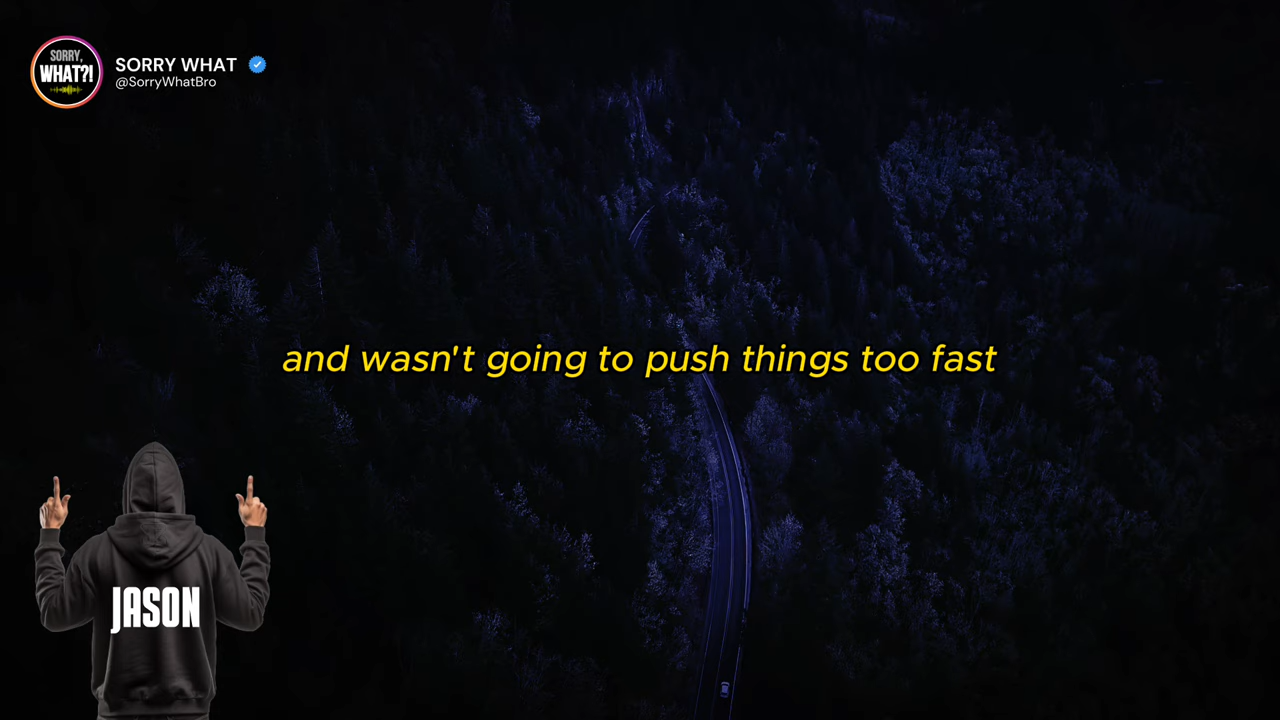 SORRY,
WHAT?!
SORRY WHAT
@SorryWhatBro
and wasn't going to push things too fast
JASON